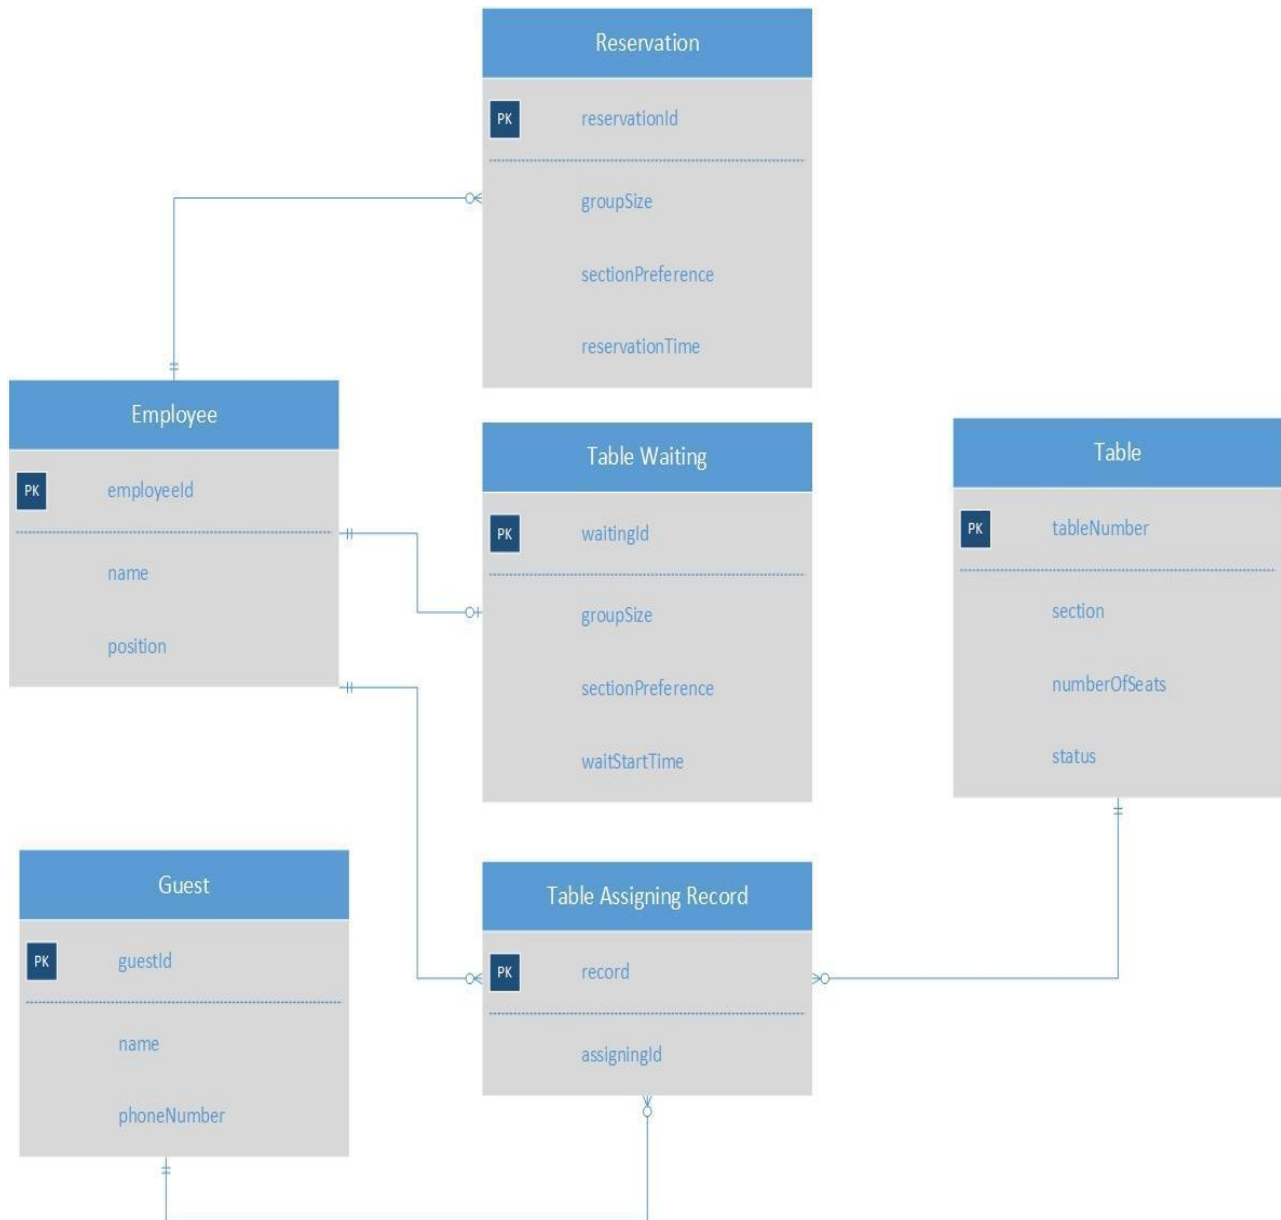 Reservation
PK reservationId
groupSize
sectionPreference
reservationTime
Employee
PK employeeId
name
position
Table Waiting
PK waitingId
groupSize
sectionPreference
waitStartTime
Table
PK tableNumber
section
numberOfSeats
status
Guest
PK guestId
name
phoneNumber
Table Assigning Record
PK record
assigningId